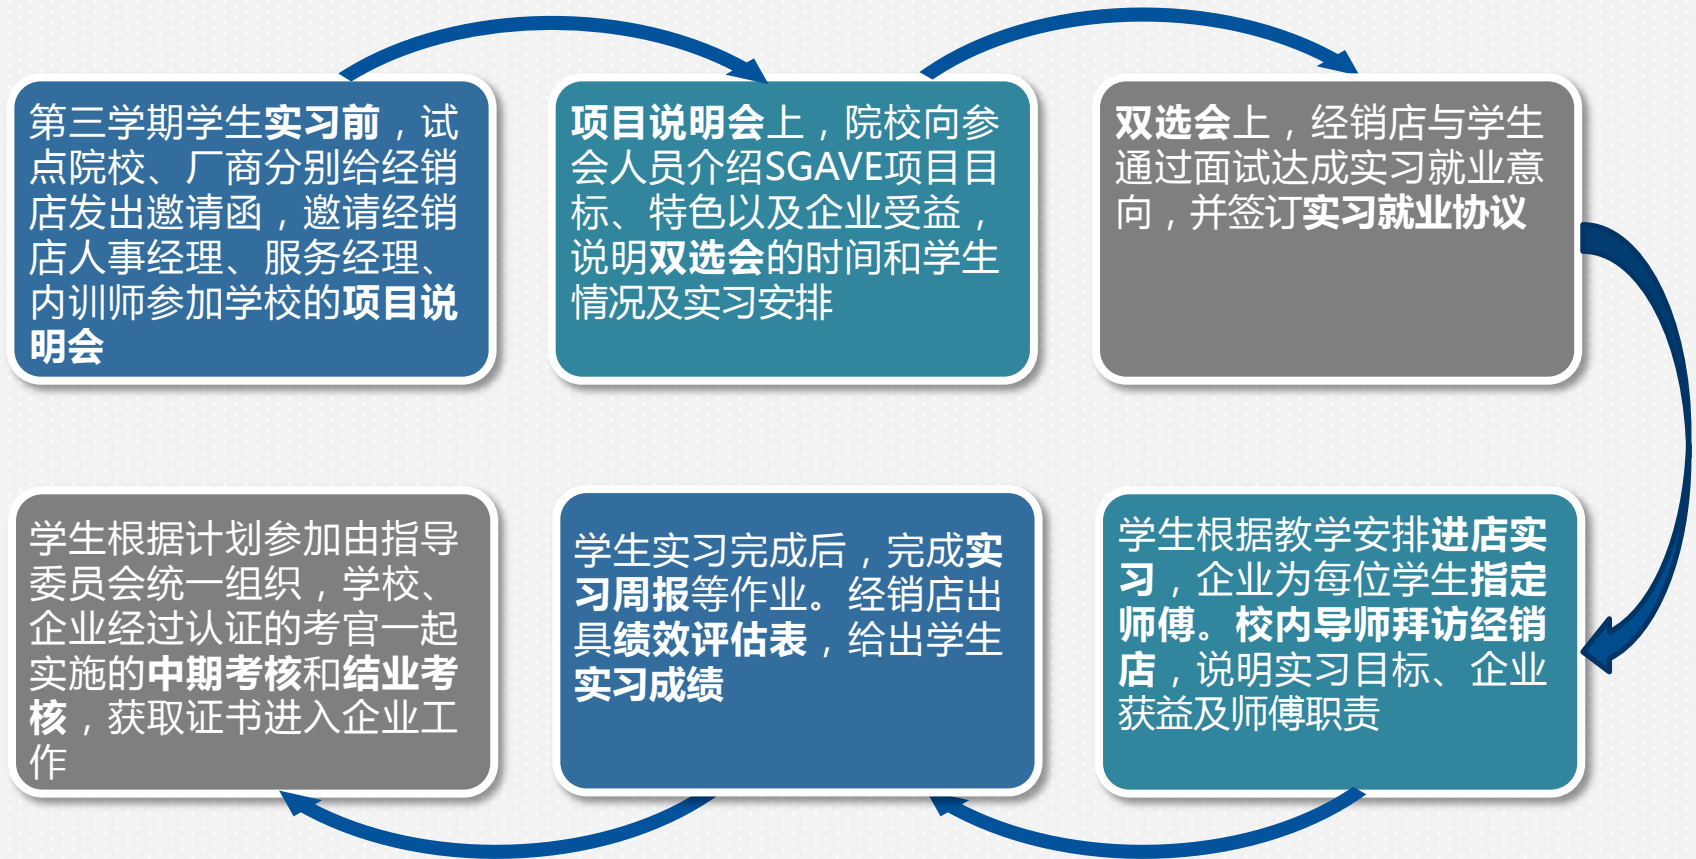 第三学期学生实习前，试
点院校、厂商分别给经销
店发出邀请函，邀请经销
店人事经理、服务经理、
内训师参加学校的项目说
明会
项目说明会上，院校向参
会人员介绍SGAVE项目目
标、特色以及企业受益，
说明双选会的时间和学生
情况及实习安排
双选会上，经销店与学生
通过面试达成实习就业意
向，并签订实习就业协议
学生根据教学安排进店实
习，企业为每位学生指定
师傅。校内导师拜访经销
店，说明实习目标、企业
获益及师傅职责
学生实习完成后，完成实
习周报等作业。经销店出
具绩效评估表，给出学生
实习成绩
学生根据计划参加由指导
委员会统一组织，学校、
企业经过认证的考官一起
实施的中期考核和结业考
核，获取证书进入企业工
作